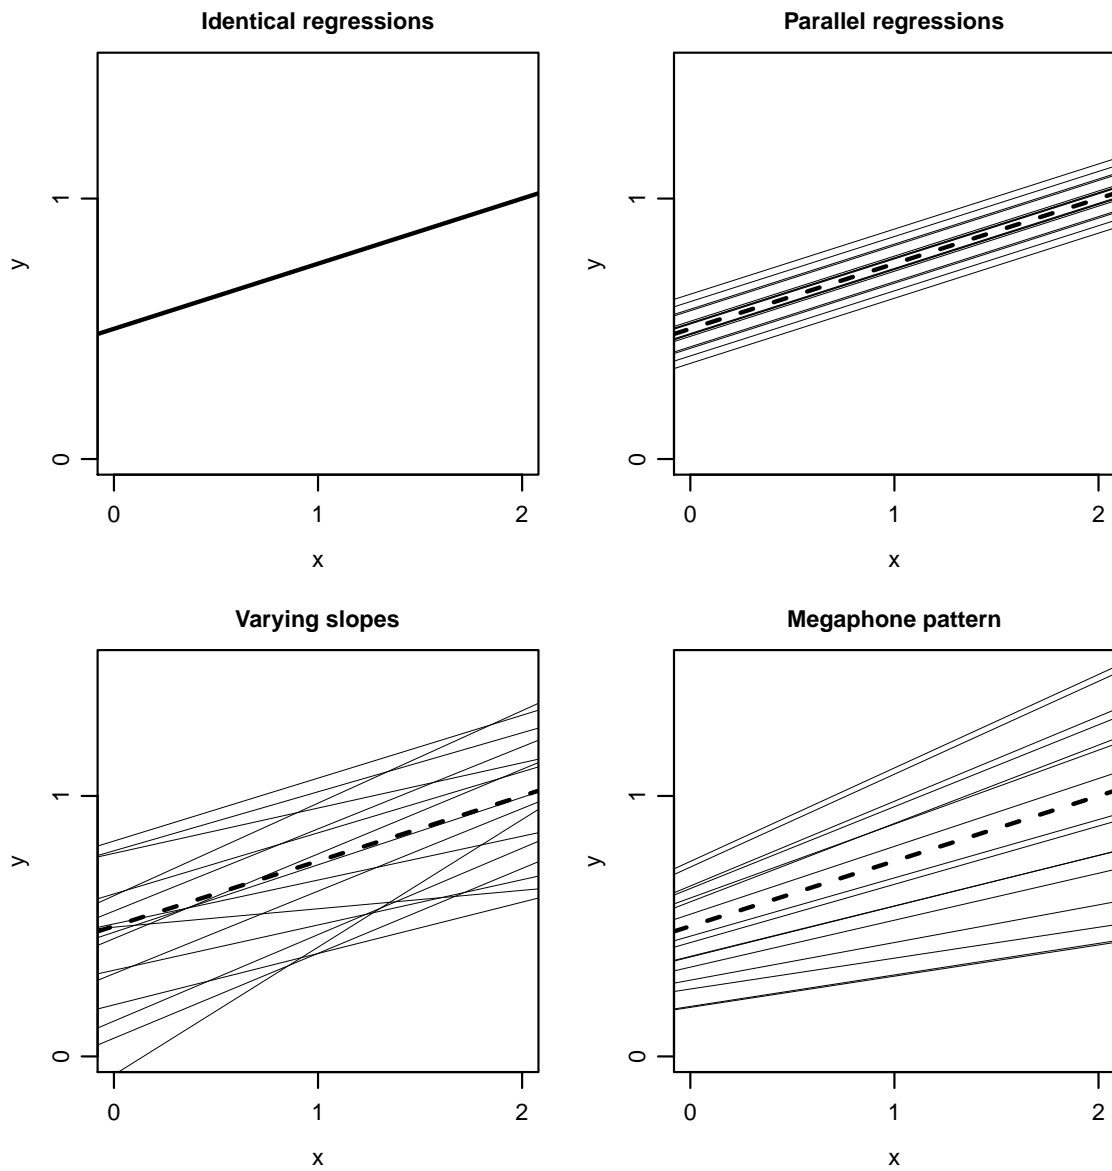 Identical regressions
y
1
0
0 1 2
x
Parallel regressions
y
1
0
0 1 2
x
Varying slopes
y
1
0
0 1 2
x
Megaphone pattern
y
1
0
0 1 2
x